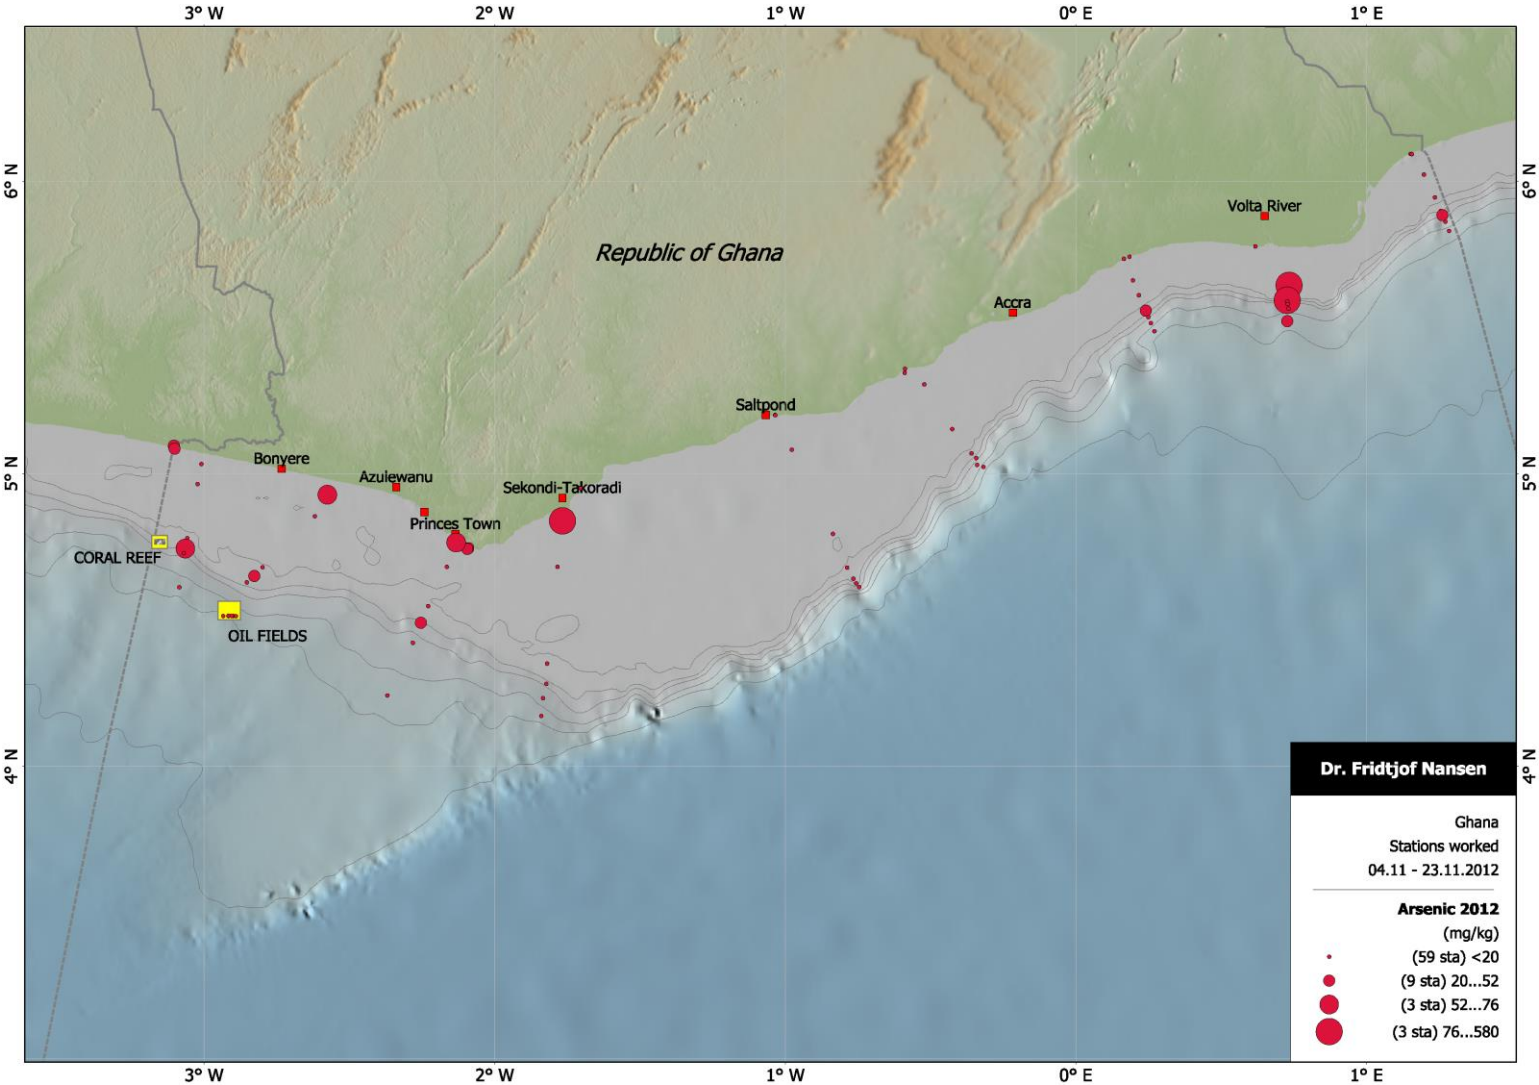 3° W
2° W
1° W
0° E
1° E
6° N
6° N
Volta River
Republic of Ghana
Accra
Saltpond
Bonyere
5° N
5° N
Azulewanu
Sekondi-Takoradi
Princes Town
CORAL REEF
OIL FIELDS
4° N
4° N
Dr. Fridtjof Nansen
Ghana
Stations worked
04.11 - 23.11.2012
Arsenic 2012
(mg/kg)
(59 sta) <20
(9 sta) 20...52
(3 sta) 52...76
(3 sta) 76...580
3° W
2° W
1° W
0° E
1° E